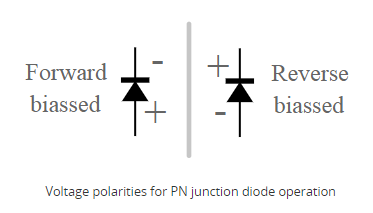 Forward
biassed
-
+
+
-
Reverse
biassed
Voltage polarities for PN junction diode operation